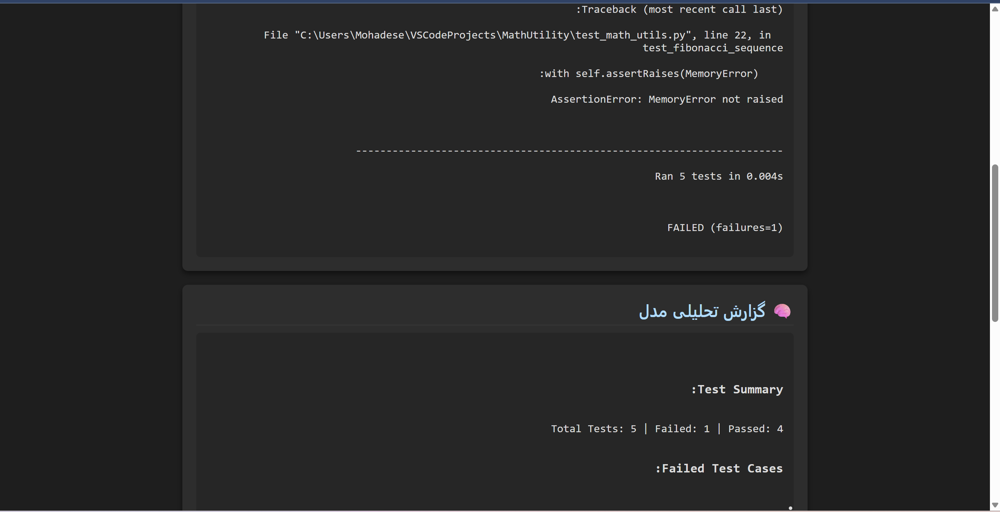 :Traceback (most recent call last)
File "C:\Users\Mohadese\VSCodeProjects\MathUtility\test_math_utils.py", line 22, in
test_fibonacci_sequence
:with self.assertRaises(MemoryError)
AssertionError: MemoryError not raised
----------------------------------------------------------------------
Ran 5 tests in 0.004s
FAILED (failures=1)
🧠 گزارش تحلیلی مدل
:Test Summary
Total Tests: 5 | Failed: 1 | Passed: 4
:Failed Test Cases